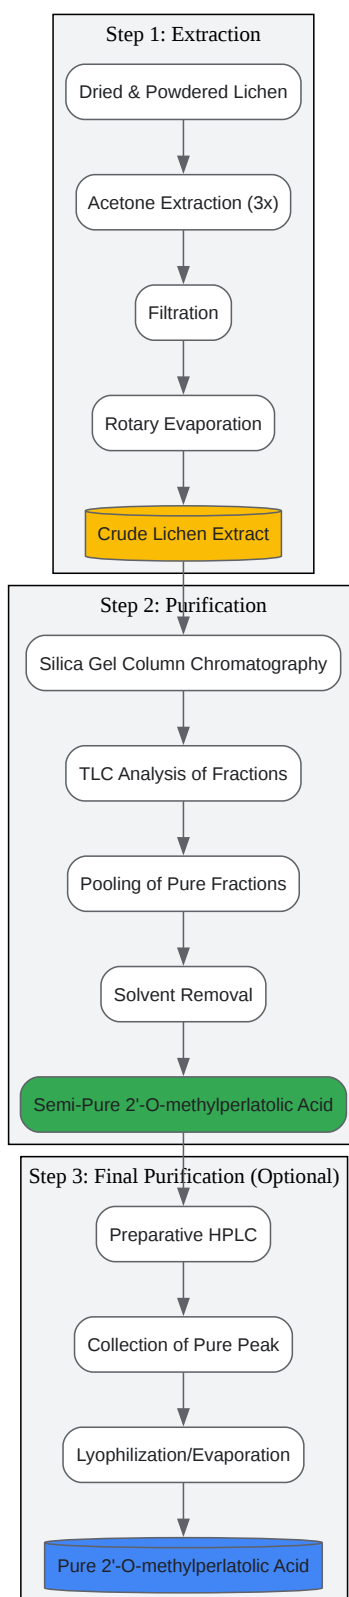 Step 1: Extraction
Dried & Powdered Lichen
Acetone Extraction (3x)
Filtration
Rotary Evaporation
Crude Lichen Extract
Step 2: Purification
Silica Gel Column Chromatography
TLC Analysis of Fractions
Pooling of Pure Fractions
Solvent Removal
Semi-Pure 2'-O-methylperlatolic Acid
Step 3: Final Purification (Optional)
Preparative HPLC
Collection of Pure Peak
Lyophilization/Evaporation
Pure 2'-O-methylperlatolic Acid